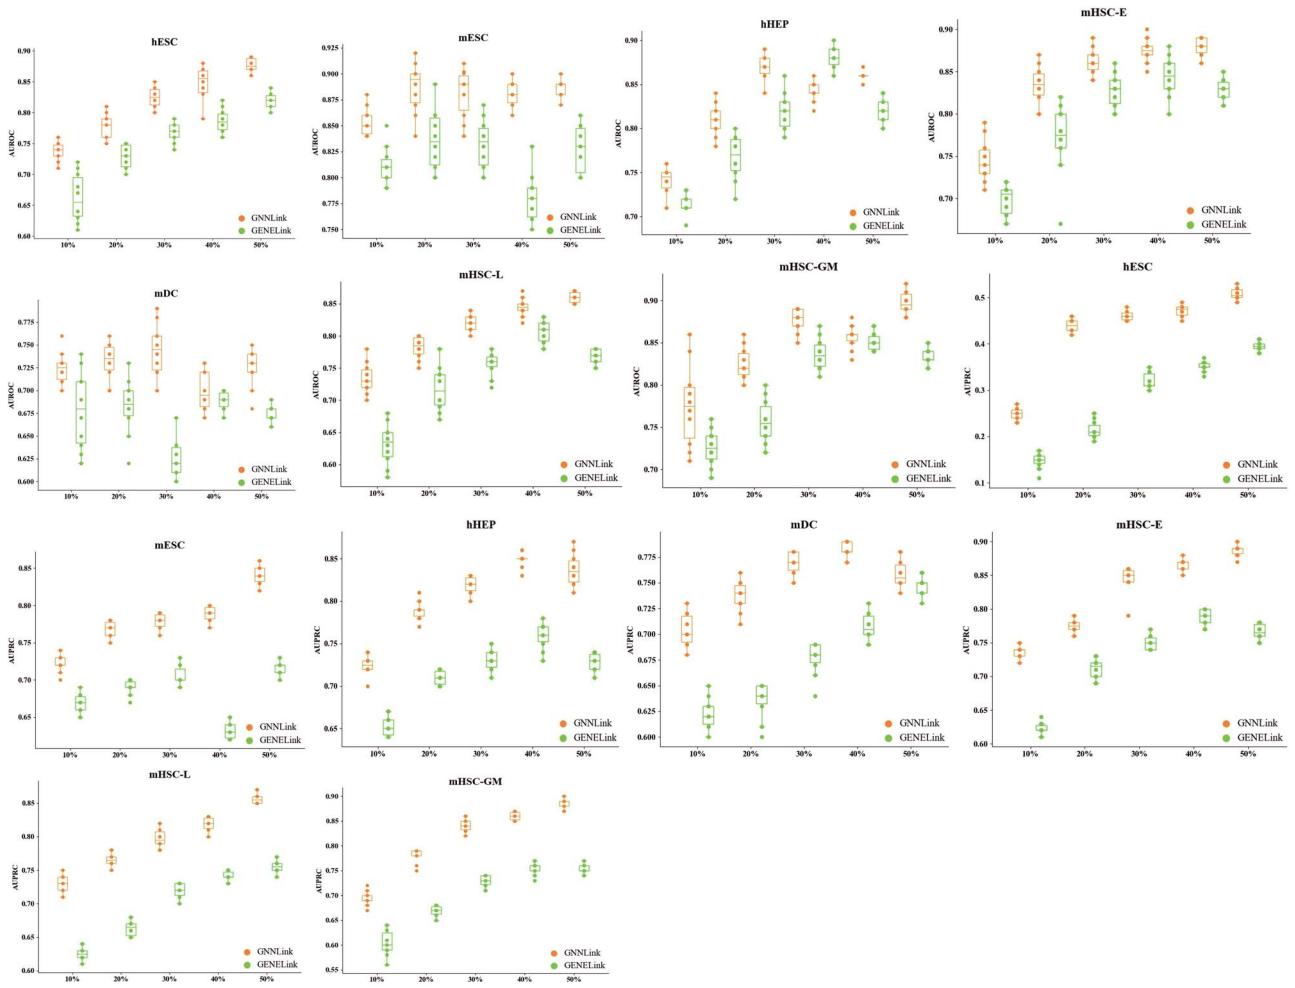 hESC
0.90
0.85
0.80
0.75
0.70
0.65
0.60
AUROC
10% 20% 30% 40% 50%
GNNLink
GENELink
mESC
0.925
0.900
0.875
0.850
0.825
0.800
0.775
0.750
AUROC
10% 20% 30% 40% 50%
GNNLink
GENELink
hHEP
0.90
0.85
0.80
0.75
0.70
AUROC
10% 20% 30% 40% 50%
GNNLink
GENELink
mHSC-E
0.90
0.85
0.80
0.75
0.70
AUROC
10% 20% 30% 40% 50%
GNNLink
GENELink
mDC
0.775
0.750
0.725
0.700
0.675
0.650
0.625
0.600
AUROC
10% 20% 30% 40% 50%
GNNLink
GENELink
mHSC-L
0.85
0.80
0.75
0.70
0.65
0.60
AUROC
10% 20% 30% 40% 50%
GNNLink
GENELink
mHSC-GM
0.90
0.85
0.80
0.75
0.70
AUROC
10% 20% 30% 40% 50%
GNNLink
GENELink
hESC
0.5
0.4
0.3
0.2
0.1
AUPRC
10% 20% 30% 40% 50%
GNNLink
GENELink
mESC
0.85
0.80
0.75
0.70
0.65
AUPRC
10% 20% 30% 40% 50%
GNNLink
GENELink
hHEP
0.85
0.80
0.75
0.70
0.65
AUPRC
10% 20% 30% 40% 50%
GNNLink
GENELink
mDC
0.775
0.750
0.725
0.700
0.675
0.650
0.625
0.600
AUPRC
10% 20% 30% 40% 50%
GNNLink
GENELink
mHSC-E
0.90
0.85
0.80
0.75
0.70
0.65
0.60
AUPRC
10% 20% 30% 40% 50%
GNNLink
GENELink
mHSC-L
0.85
0.80
0.75
0.70
0.65
0.60
AUPRC
10% 20% 30% 40% 50%
GNNLink
GENELink
mHSC-GM
0.90
0.85
0.80
0.75
0.70
0.65
0.60
0.55
AUPRC
10% 20% 30% 40% 50%
GNNLink
GENELink